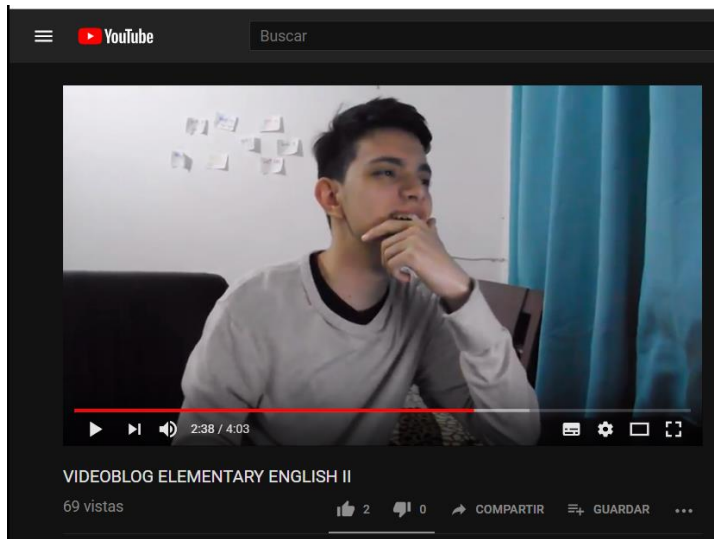 YouTube
Buscar
2:38 / 4:03
VIDEOBLOG ELEMENTARY ENGLISH II
69 vistas
2 0 COMPARTIR GUARDAR